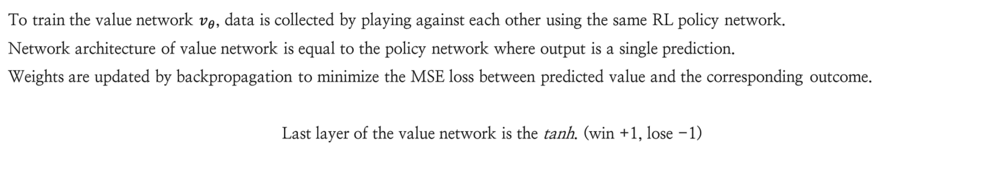 To train the value network vθ, data is collected by playing against each other using the same RL policy network.
Network architecture of value network is equal to the policy network where output is a single prediction.
Weights are updated by backpropagation to minimize the MSE loss between predicted value and the corresponding outcome.
Last layer of the value network is the tanh. (win +1, lose −1)